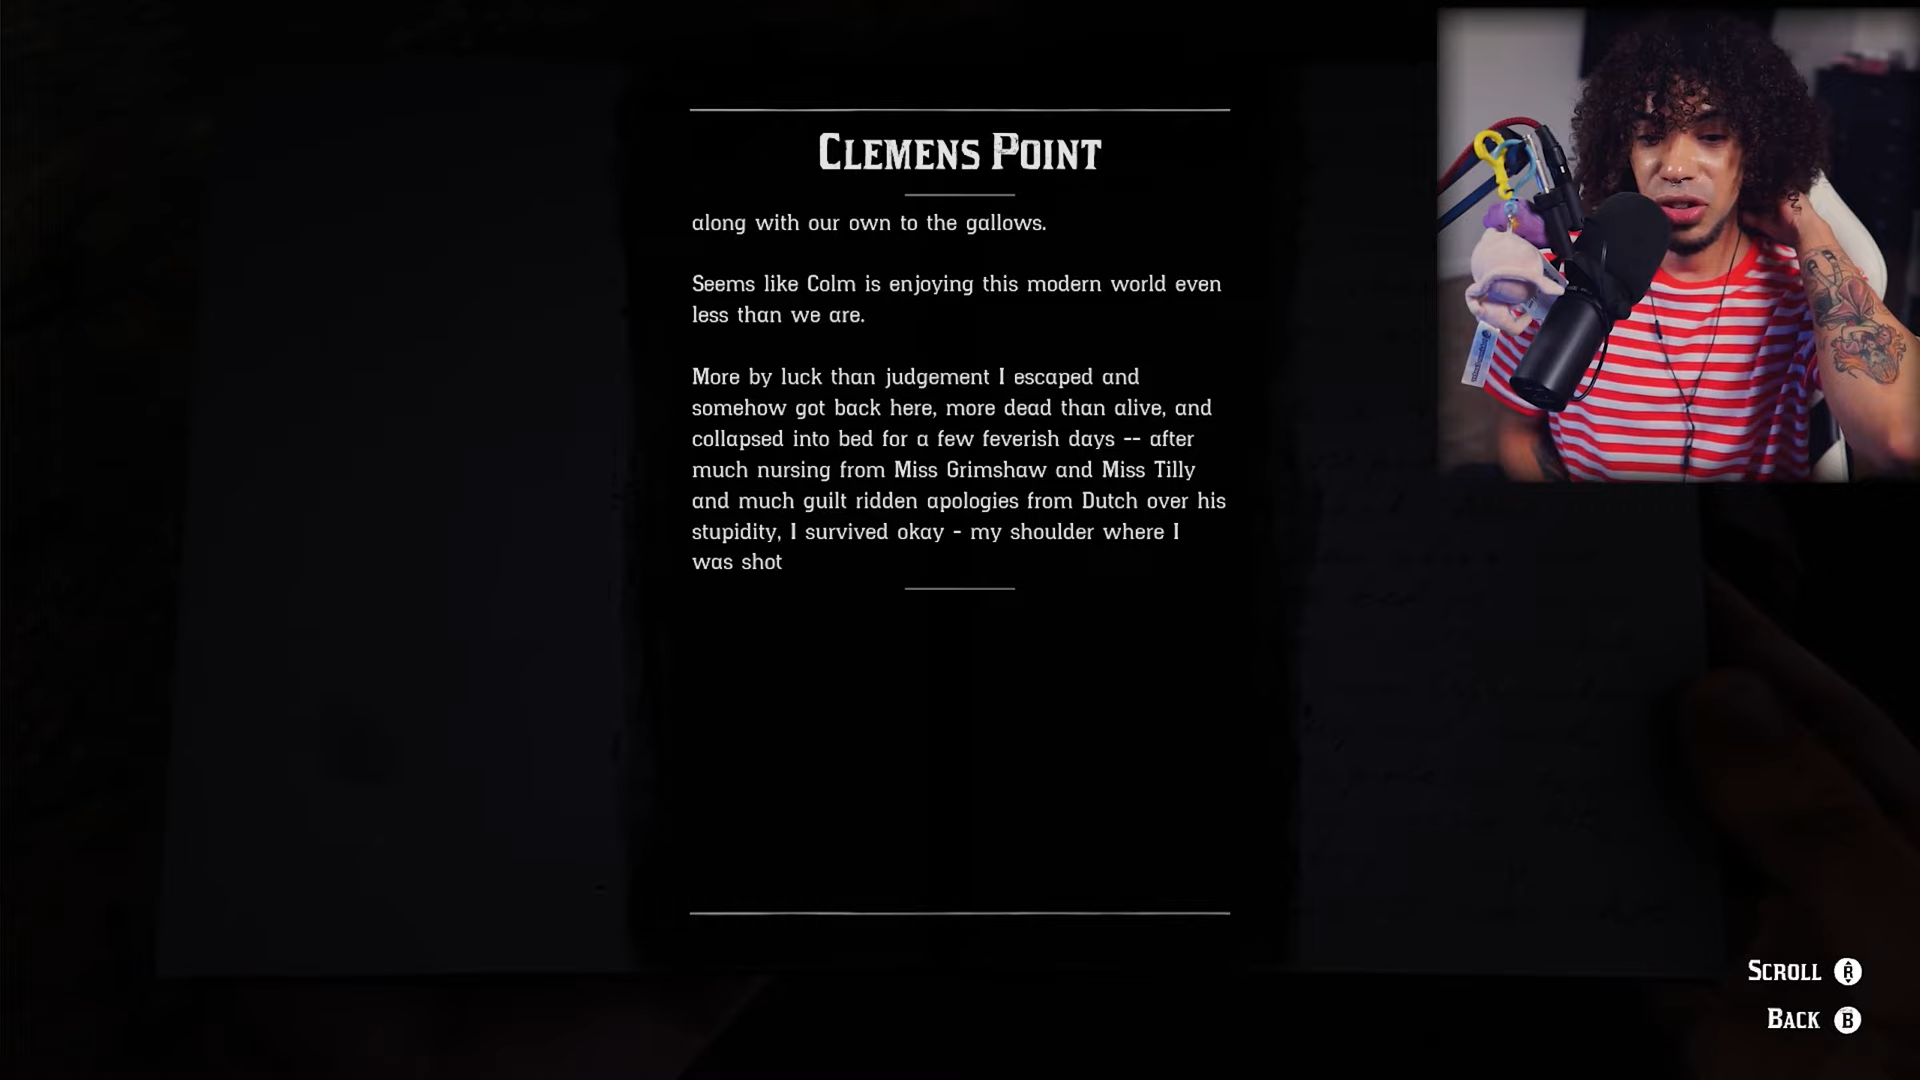 CLEMENS POINT
along with our own to the gallows.
Seems like Colm is enjoying this modern world even
less than we are.
More by luck than judgement I escaped and
somehow got back here, more dead than alive, and
collapsed into bed for a few feverish days -- after
much nursing from Miss Grimshaw and Miss Tilly
and much guilt ridden apologies from Dutch over his
stupidity, I survived okay - my shoulder where I
was shot
SCROLL R
BACK B